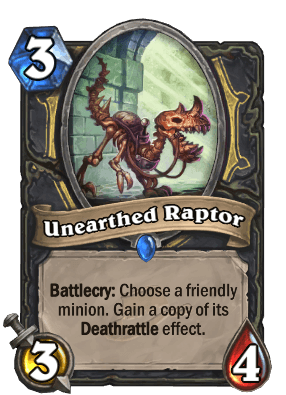 3
Unearthed Raptor
Battlecry: Choose a friendly
minion. Gain a copy of its
Deathrattle effect.
3
4